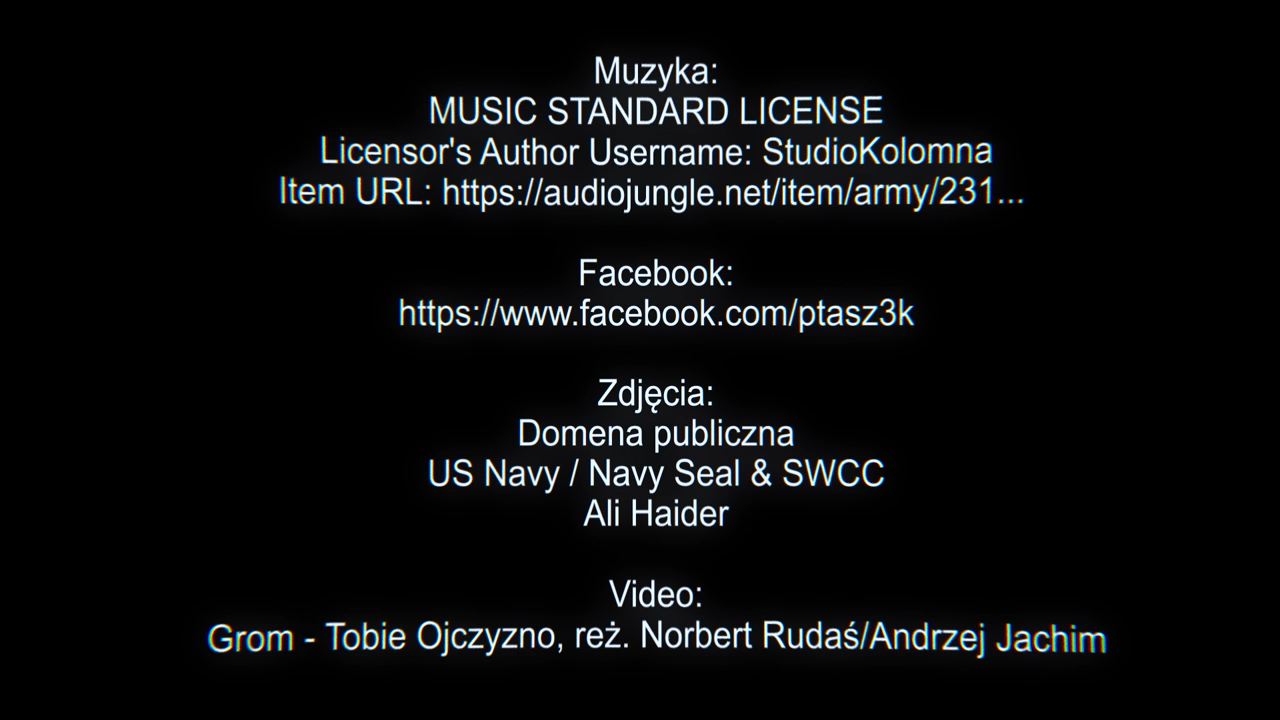 Muzyka:
MUSIC STANDARD LICENSE
Licensor's Author Username: StudioKolomna
Item URL: https://audiojungle.net/item/army/231...
Facebook:
https://www.facebook.com/ptasz3k
Zdjęcia:
Domena publiczna
US Navy / Navy Seal & SWCC
Ali Haider
Video:
Grom - Tobie Ojczyzno, reż. Norbert Rudaś/Andrzej Jachim